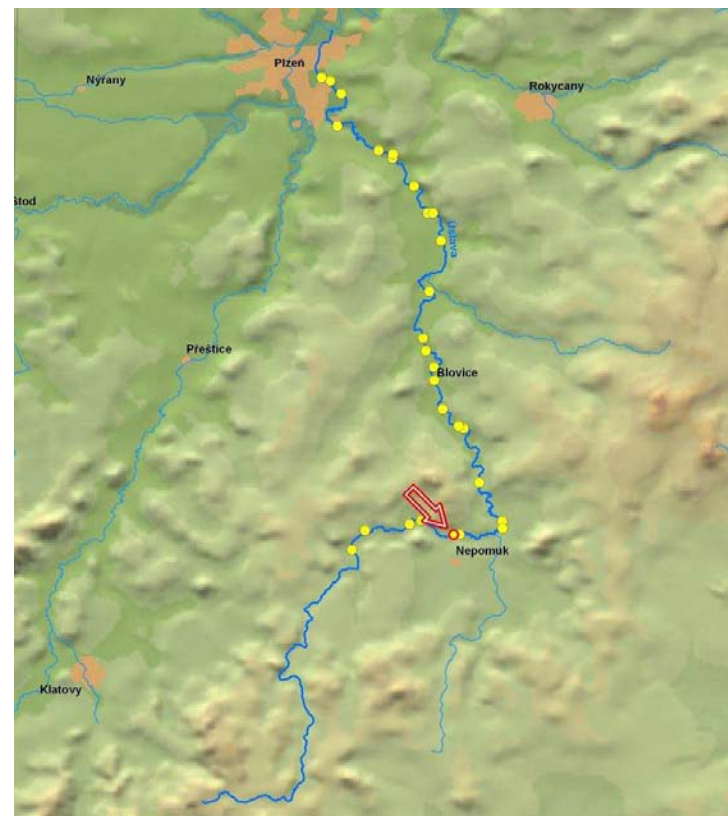 Plzeň
Nýřany
Rokycany
Stod
Úslava
Přeštice
Blovice
Nepomuk
Klatovy